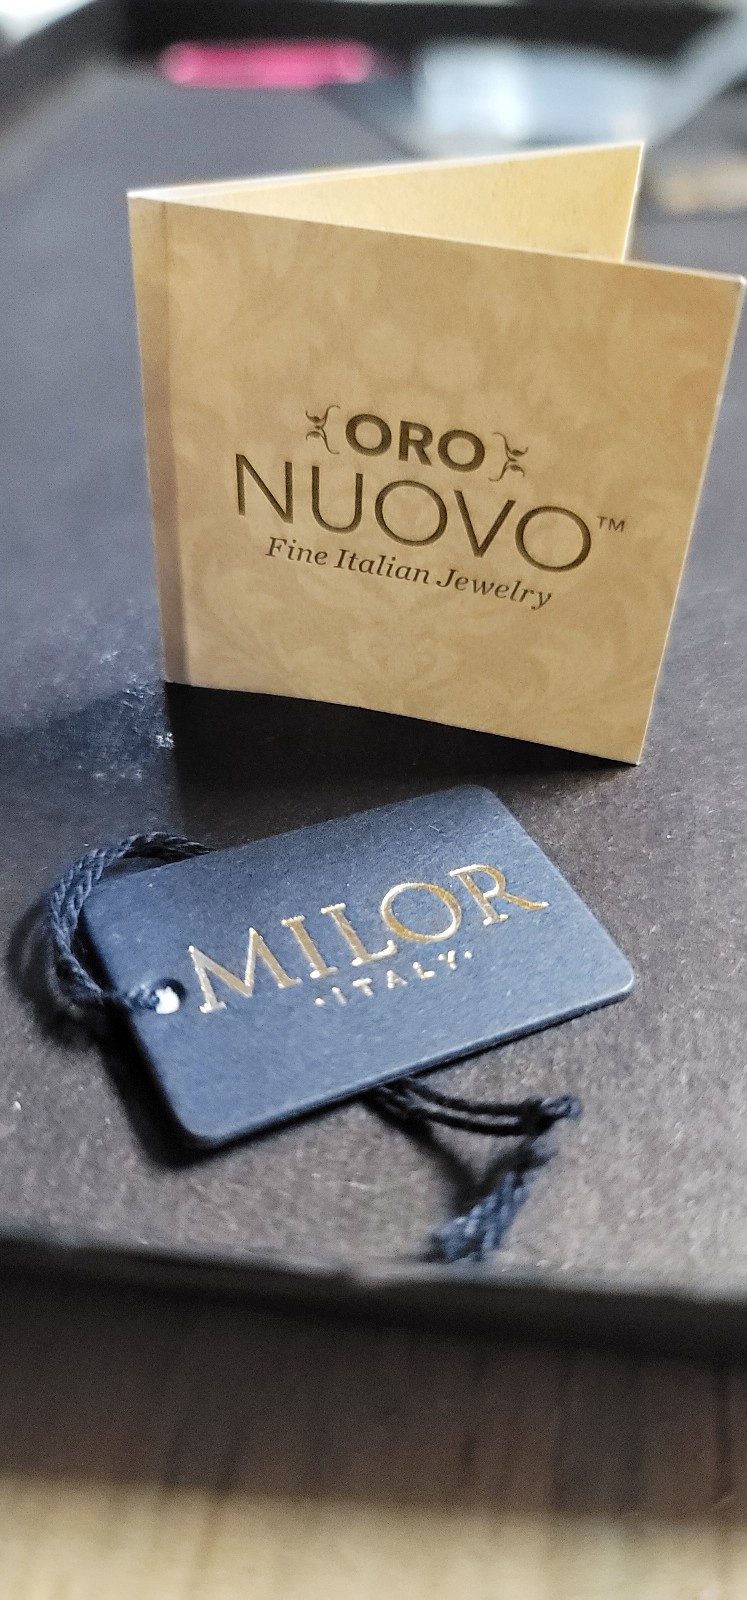 ORO
NUOVO™
Fine Italian Jewelry
MILOR
·ITALY·